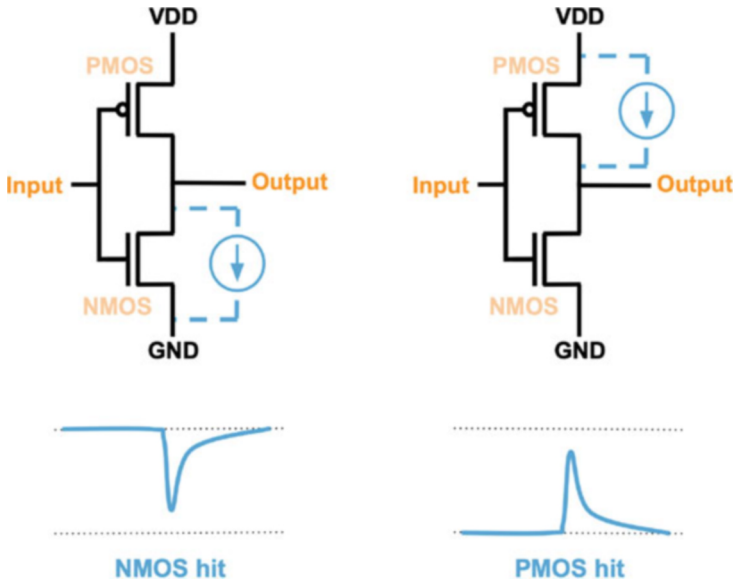 VDD
PMOS
Input
Output
NMOS
GND
NMOS hit
VDD
PMOS
Input
Output
NMOS
GND
PMOS hit